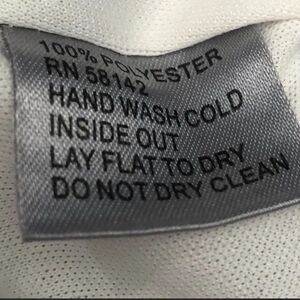 100% POLYESTER
RN 58142
HAND WASH COLD
INSIDE OUT
LAY FLAT TO DRY
DO NOT DRY CLEAN